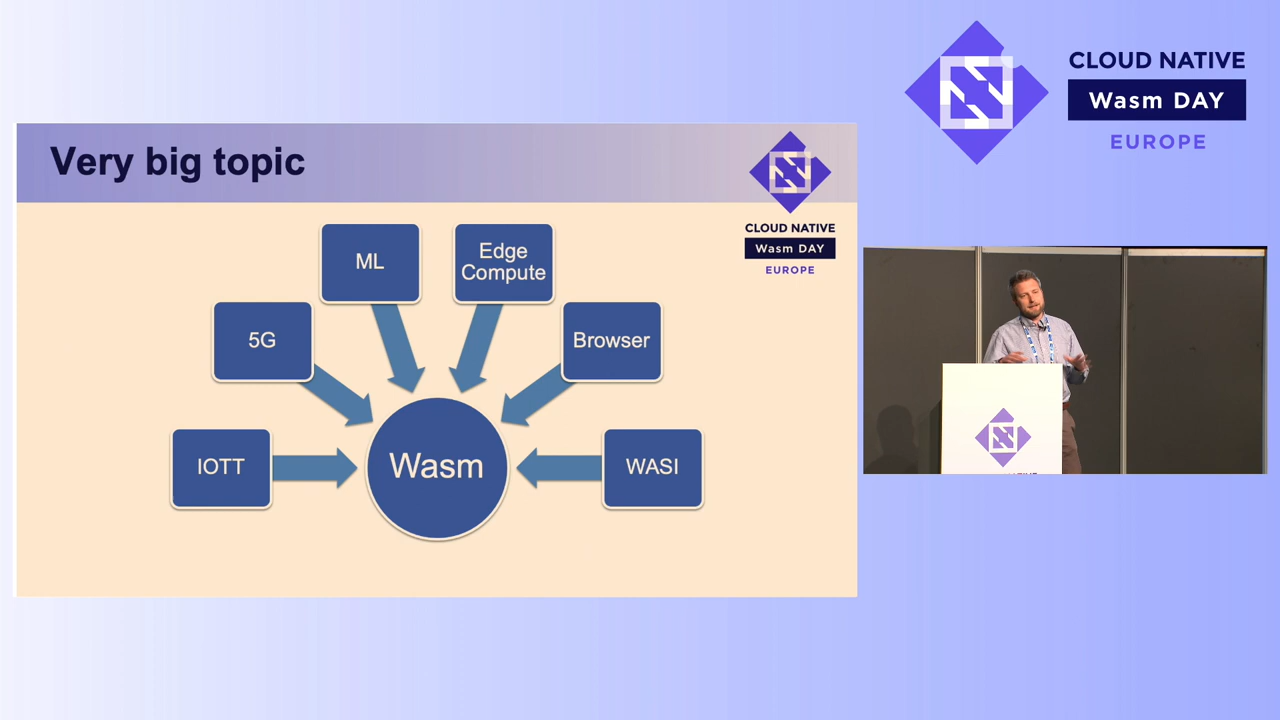 CLOUD NATIVE
Wasm DAY
EUROPE
Very big topic
CLOUD NATIVE
Wasm DAY
EUROPE
ML
Edge
Compute
5G
Browser
IOTT
Wasm
WASI